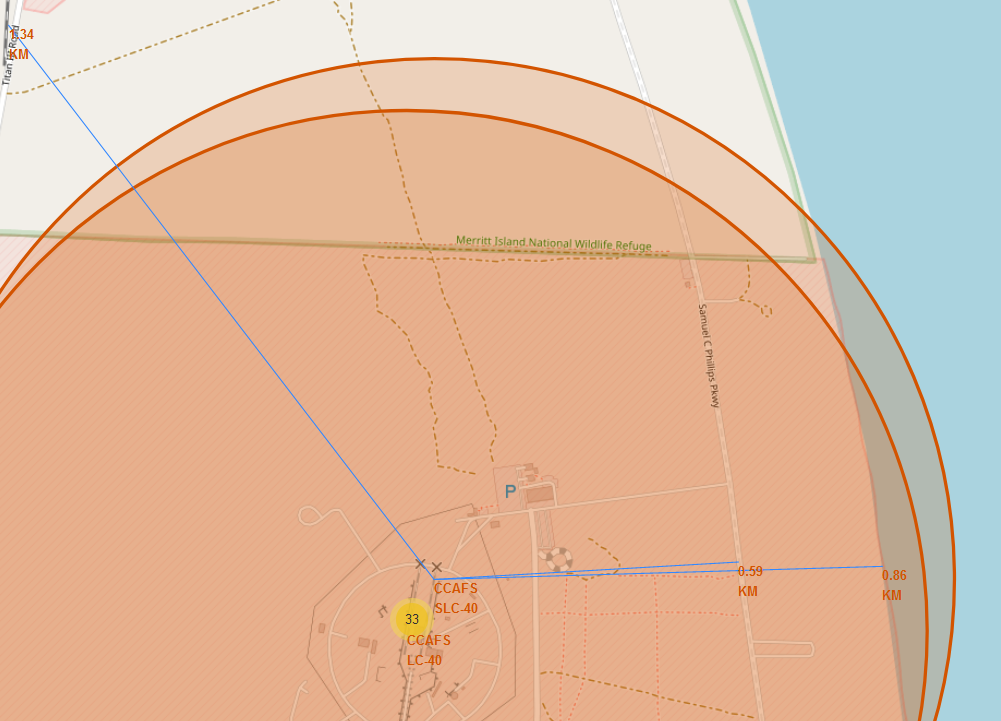 1.34
KM
Titan III Road
Merritt Island National Wildlife Refuge
Samuel C Phillips Pkwy
P
0.59
KM
0.86
KM
CCAFS
SLC-40
33
CCAFS
LC-40